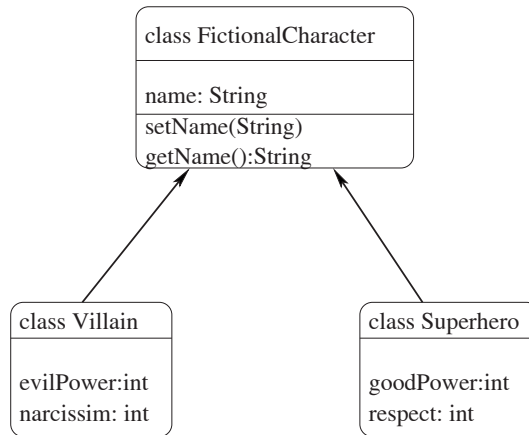 class FictionalCharacter
name: String
setName(String)
getName():String
class Villain
evilPower:int
narcissim: int
class Superhero
goodPower:int
respect: int